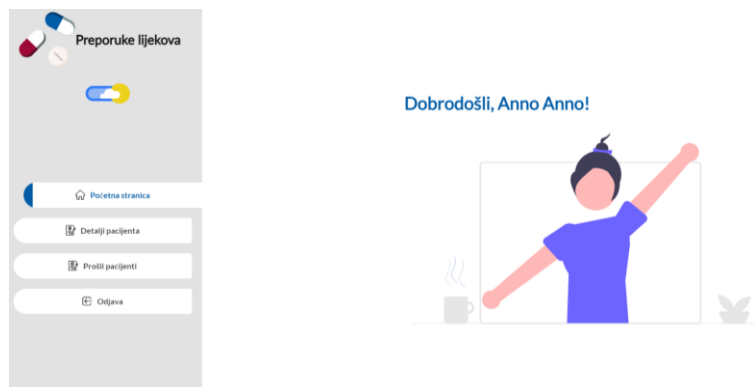 Preporuke lijekova
Početna stranica
Detalji pacijenta
Prošli pacijenti
Odjava
Dobrodošli, Anno Anno!